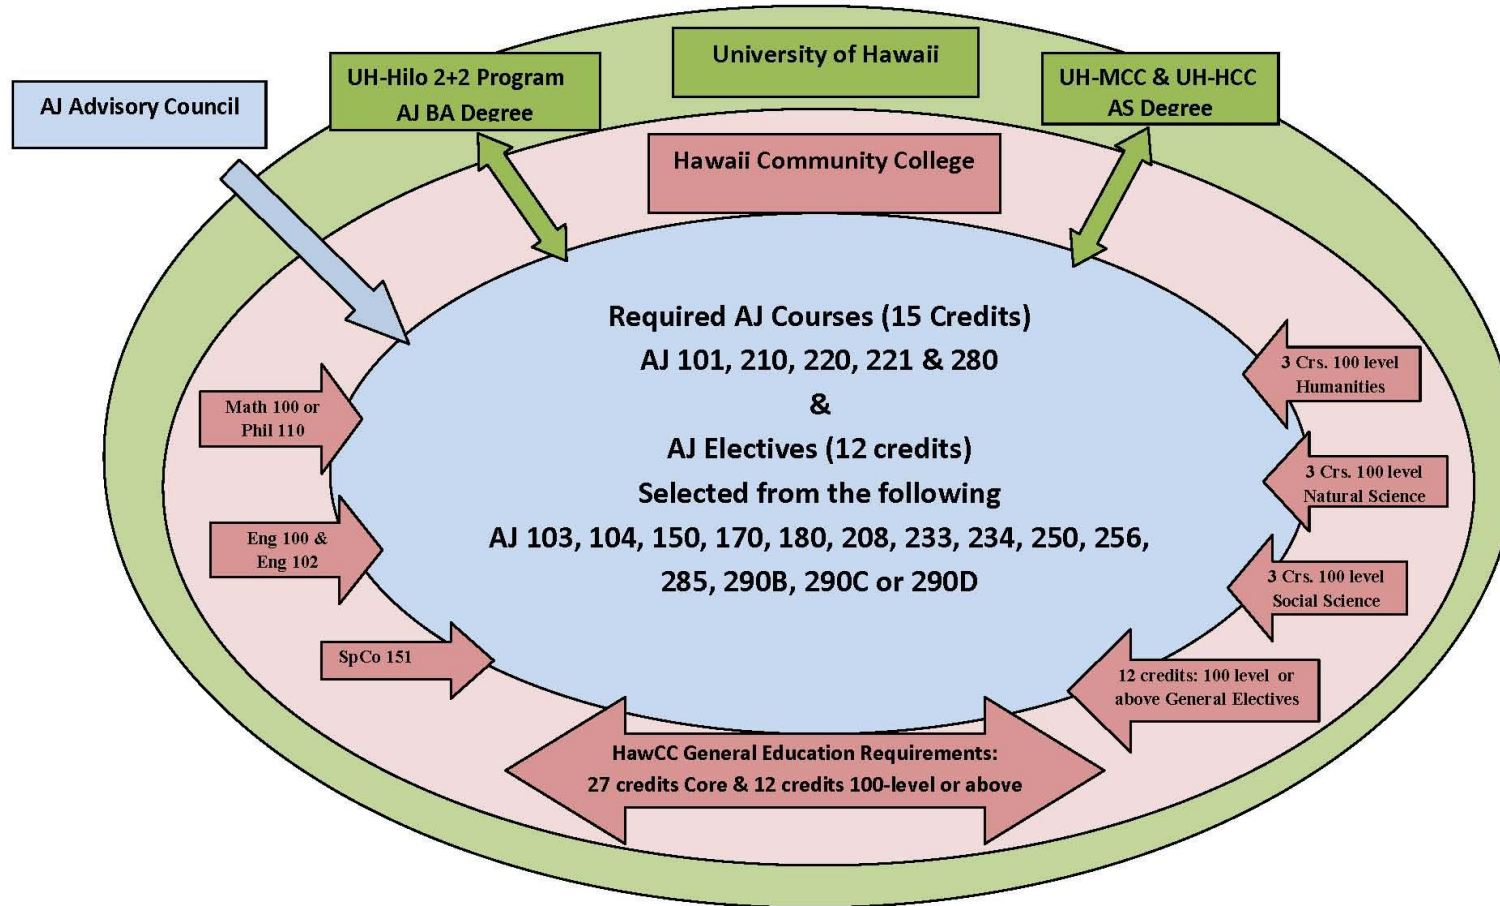 University of Hawaii
UH-Hilo 2+2 Program
AJ BA Degree
UH-MCC & UH-HCC
AS Degree
AJ Advisory Council
Hawaii Community College
Required AJ Courses (15 Credits)
AJ 101, 210, 220, 221 & 280
&
AJ Electives (12 credits)
Selected from the following
AJ 103, 104, 150, 170, 180, 208, 233, 234, 250, 256,
285, 290B, 290C or 290D
Math 100 or
Phil 110
Eng 100 &
Eng 102
SpCo 151
3 Crs. 100 level
Humanities
3 Crs. 100 level
Natural Science
3 Crs. 100 level
Social Science
12 credits: 100 level or
above General Electives
HawCC General Education Requirements:
27 credits Core & 12 credits 100-level or above